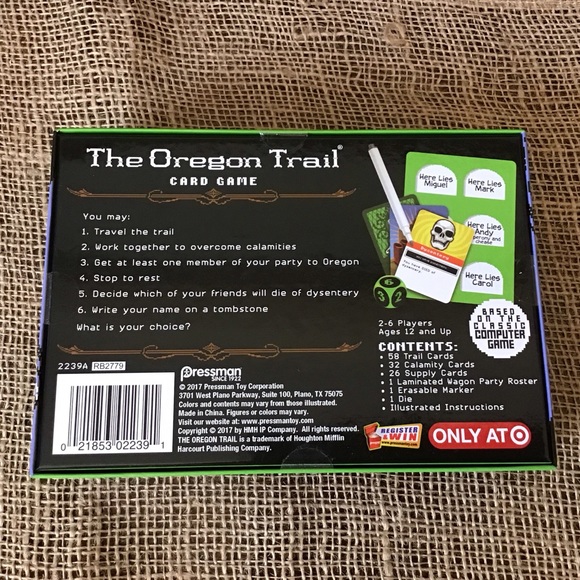 The Oregon Trail®
CARD GAME
You may:
1. Travel the trail
2. Work together to overcome calamities
3. Get at least one member of your party to Oregon
4. Stop to rest
5. Decide which of your friends will die of dysentery
6. Write your name on a tombstone
What is your choice?
2239A RB2779
0 21853 02239 1
Pressman
SINCE 1922
© 2017 Pressman Toy Corporation
3701 West Plano Parkway, Suite 100, Plano, TX 75075
Colors and contents may vary from those illustrated.
Made in China. Figures or colors may vary.
Visit our website at: www.pressmantoy.com
Copyright © 2017 by HMH IP Company. All rights reserved.
THE OREGON TRAIL is a trademark of Houghton Mifflin
Harcourt Publishing Company.
Here Lies
Miguel
Here Lies
Mark
Here Lies
Andy
Here Lies
Carol
Dysentery
6
3 2
2-6 Players
Ages 12 and Up
BASED
ON THE
CLASSIC
COMPUTER
GAME
CONTENTS:
• 58 Trail Cards
• 32 Calamity Cards
• 26 Supply Cards
• 1 Laminated Wagon Party Roster
• 1 Erasable Marker
• 1 Die
• Illustrated Instructions
REGISTER
& WIN
ONLY AT